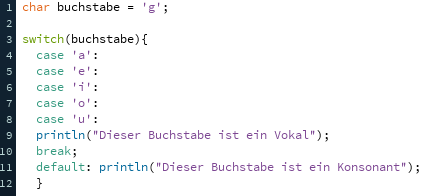 1 char buchstabe = 'g';
2
3 switch(buchstabe){
4 case 'a':
5 case 'e':
6 case 'i':
7 case 'o':
8 case 'u':
9 println("Dieser Buchstabe ist ein Vokal");
10 break;
11 default: println("Dieser Buchstabe ist ein Konsonant");
12 }